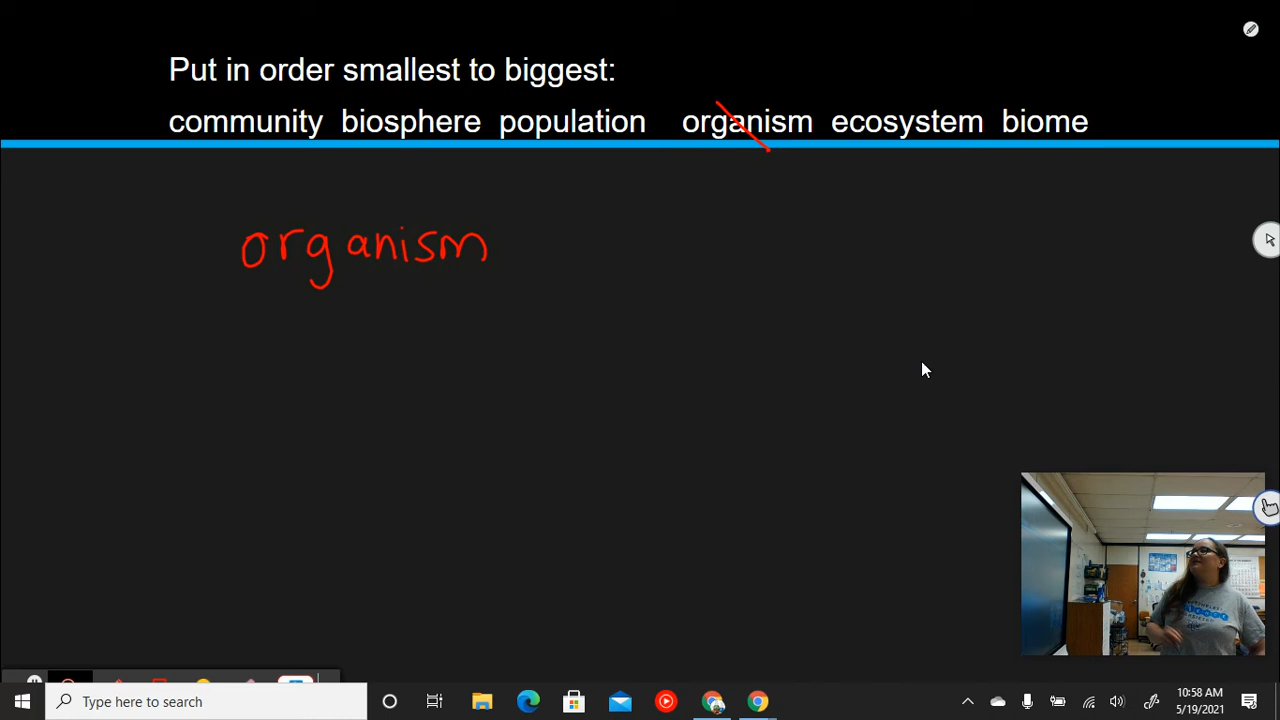 Put in order smallest to biggest:
community biosphere population organism ecosystem biome
organism
Type here to search
10:58 AM
5/19/2021